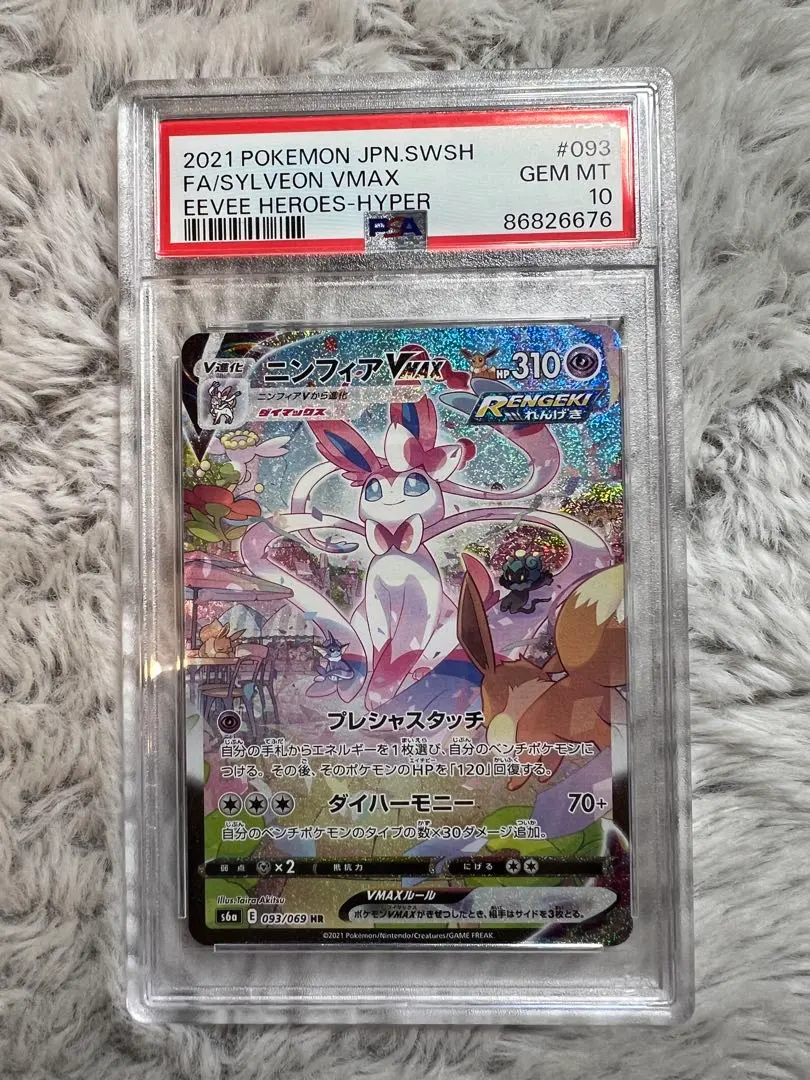 2021 POKEMON JPN.SWSH #093
FA/SYLVEON VMAX GEM MT
EEVEE HEROES-HYPER 10
PSA 86826676
V進化 ニンフィアVMAX HP310
ニンフィアVから進化
ダイマックス
RENGEKI
れんげき
プレシャスタッチ
自分の手札からエネルギーを1枚選び、自分のベンチポケモンに
つける。その後、そのポケモンのHPを「120」回復する。
ダイハーモニー 70+
自分のベンチポケモンのタイプの数×30ダメージ追加。
弱点 ×2 抵抗力 にげる
Illus.Taira Akitsu
VMAXルール
ポケモンVMAXがきぜつしたとき、相手はサイドを3枚とる。
s6a E 093/069 HR
©2021 Pokémon/Nintendo/Creatures/GAME FREAK.